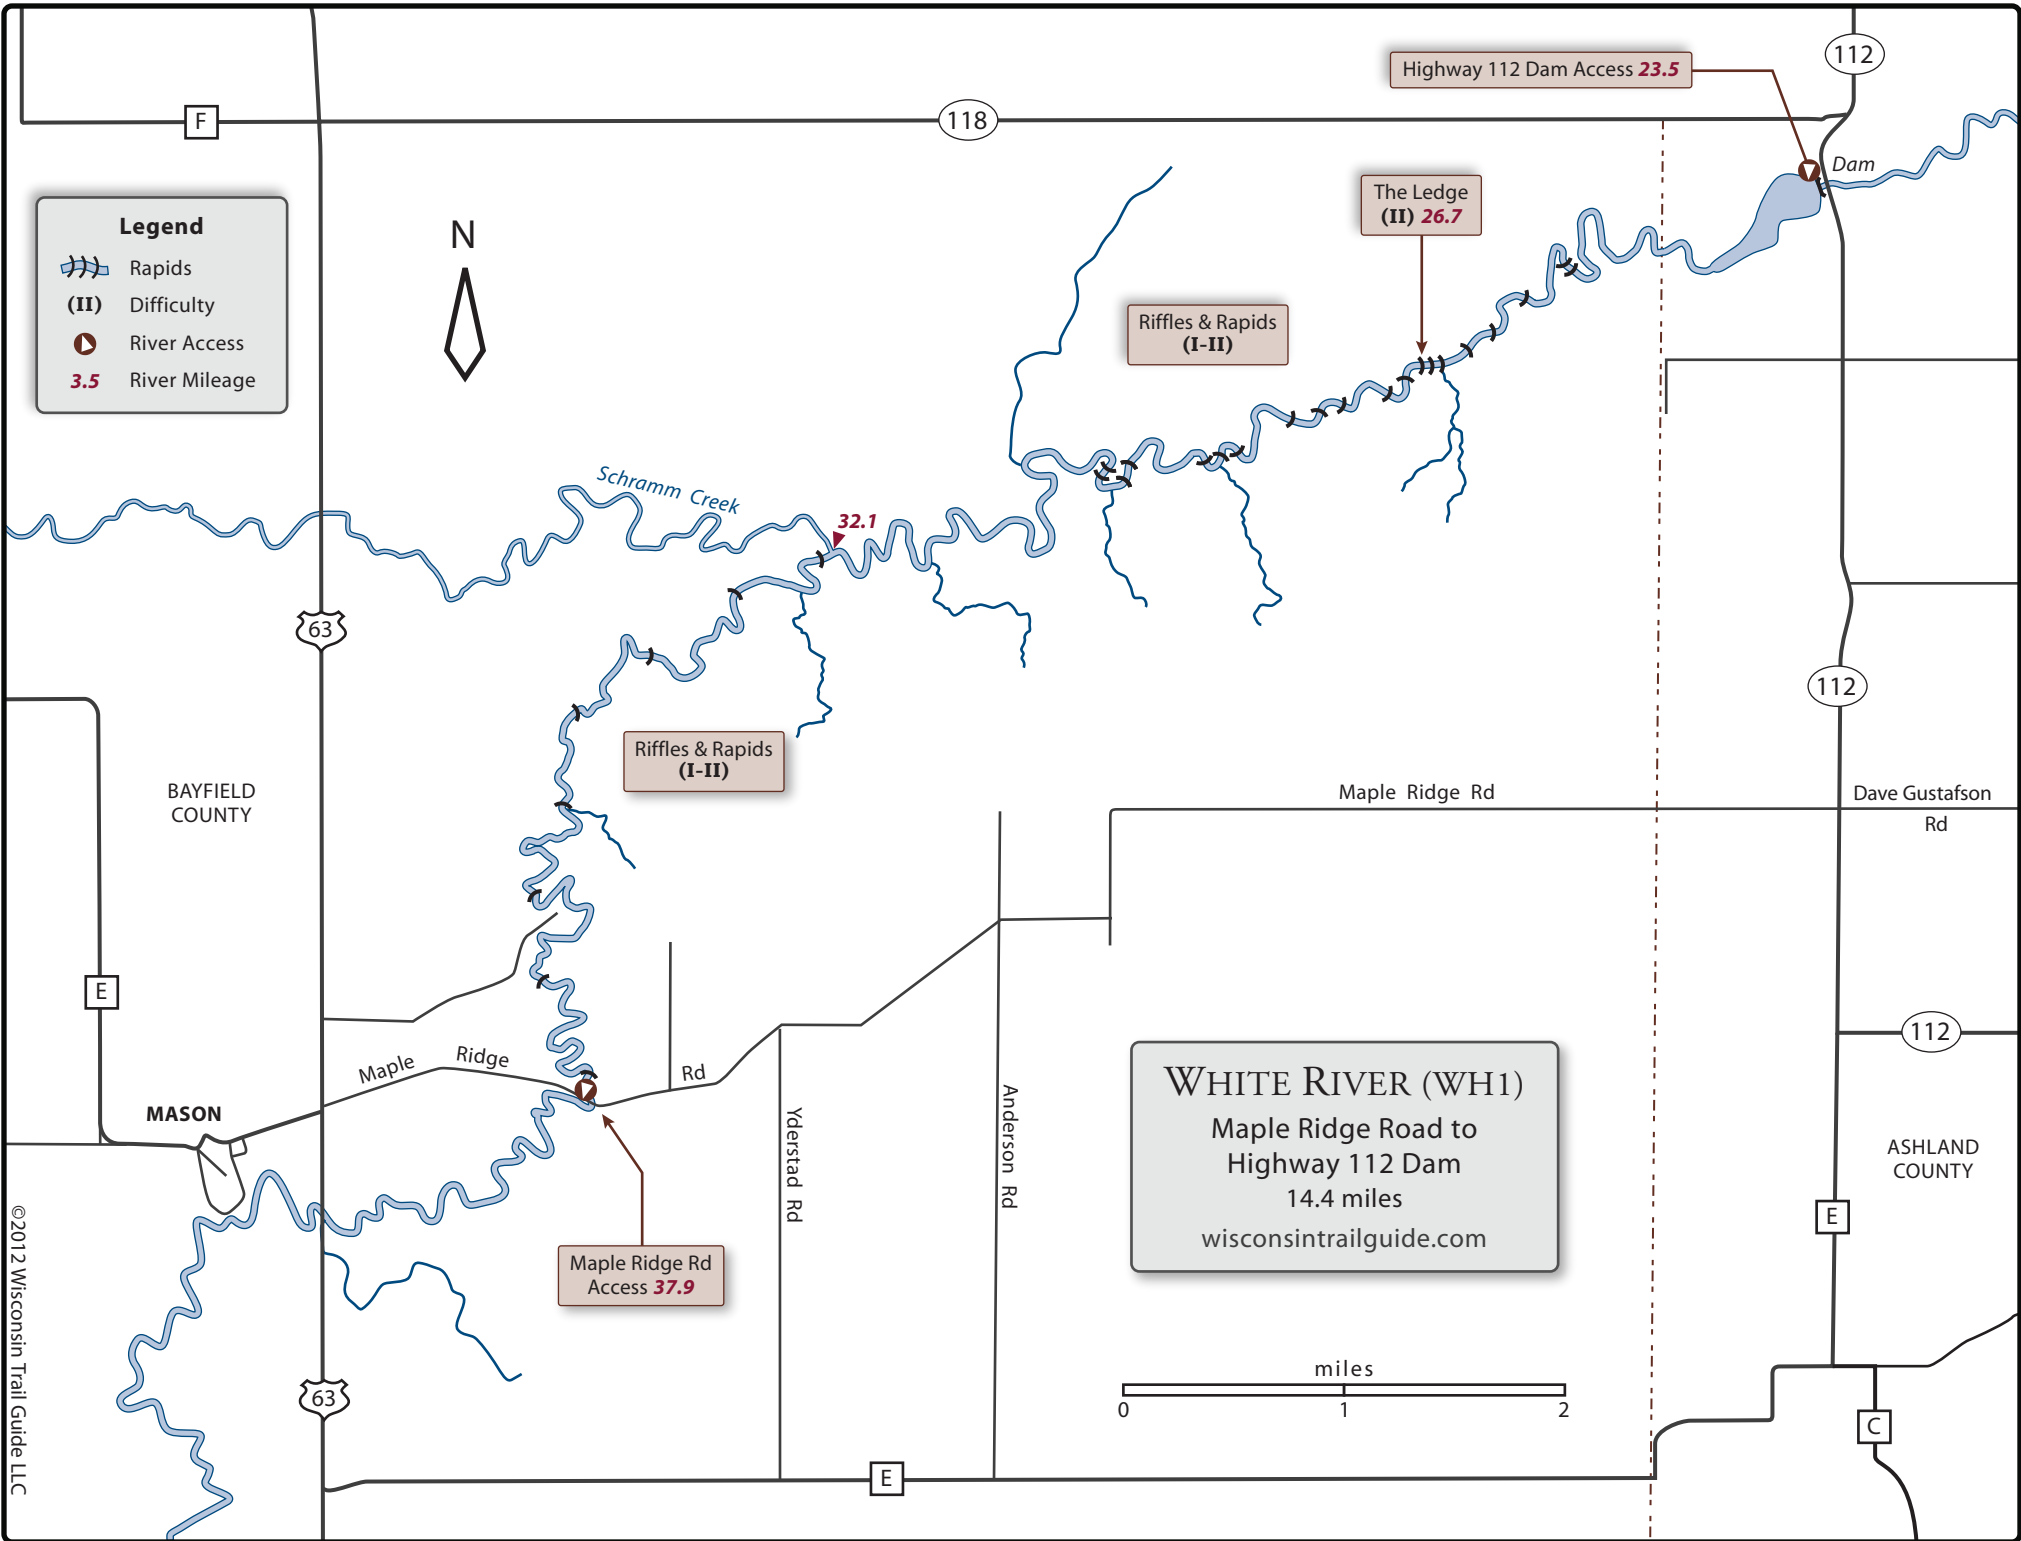 112
Highway 112 Dam Access 23.5
F
118
Dam
The Ledge
(II) 26.7
Legend
Rapids
(II) Difficulty
River Access
3.5 River Mileage
N
Riffles & Rapids
(I-II)
Schramm Creek
32.1
63
112
Riffles & Rapids
(I-II)
BAYFIELD
COUNTY
Maple Ridge Rd
Dave Gustafson
Rd
E
112
Maple Ridge Rd
MASON
Yderstad Rd
Anderson Rd
WHITE RIVER (WH1)
Maple Ridge Road to
Highway 112 Dam
14.4 miles
wisconsintrailguide.com
ASHLAND
COUNTY
E
Maple Ridge Rd
Access 37.9
©2012 Wisconsin Trail Guide LLC
63
miles
0 1 2
C
E